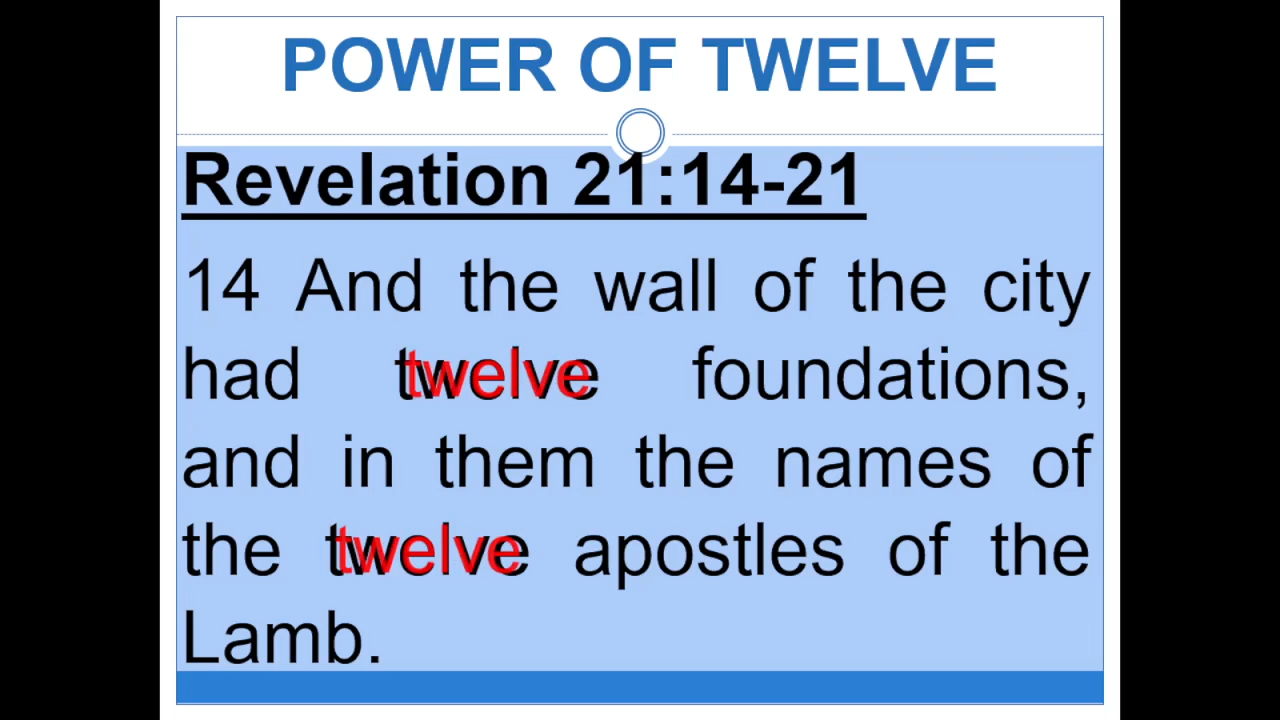 POWER OF TWELVE
Revelation 21:14-21
14 And the wall of the city
had twelve foundations,
and in them the names of
the twelve apostles of the
Lamb.